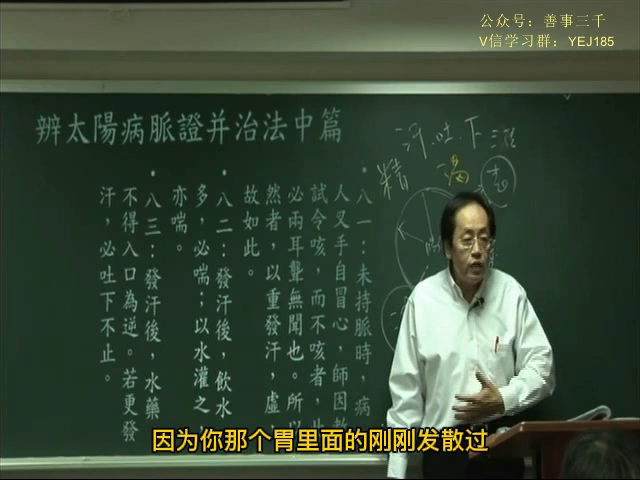 公众号：善事三千
V信学习群：YEJ185
辨太陽病脈證并治法中篇
汗.吐.下
精
• 八一：未持脈時，病
人叉手自冒心，師因教
試令咳，而不咳者，此
必兩耳聾無聞也。所以
然者，以重發汗，虛
故如此。
• 八二：發汗後，飲水
多，必喘；以水灌之，
亦喘。
• 八三：發汗後，水藥
不得入口為逆。若更發
汗，必吐下不止。
因为你那个胃里面的刚刚发散过